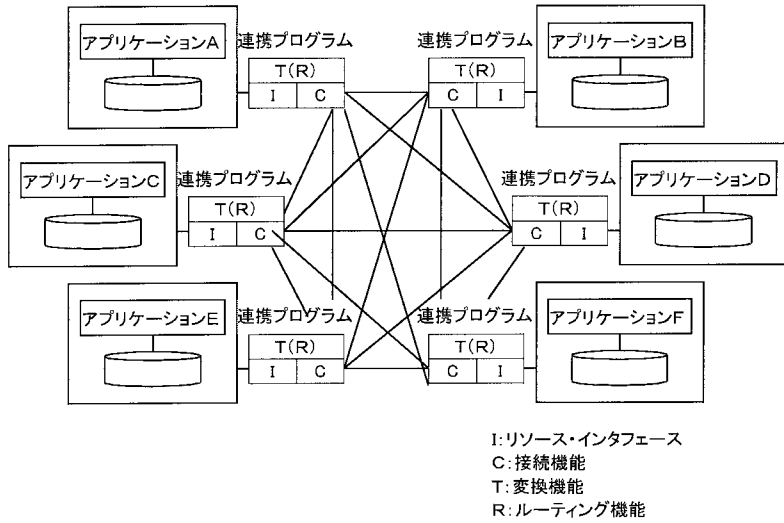 アプリケーションA
連携プログラム
T(R)
I
C
連携プログラム
T(R)
C
I
アプリケーションB
アプリケーションC
連携プログラム
T(R)
I
C
連携プログラム
T(R)
C
I
アプリケーションD
アプリケーションE
連携プログラム
T(R)
I
C
連携プログラム
T(R)
C
I
アプリケーションF
I:リソース・インタフェース
C:接続機能
T:変換機能
R:ルーティング機能